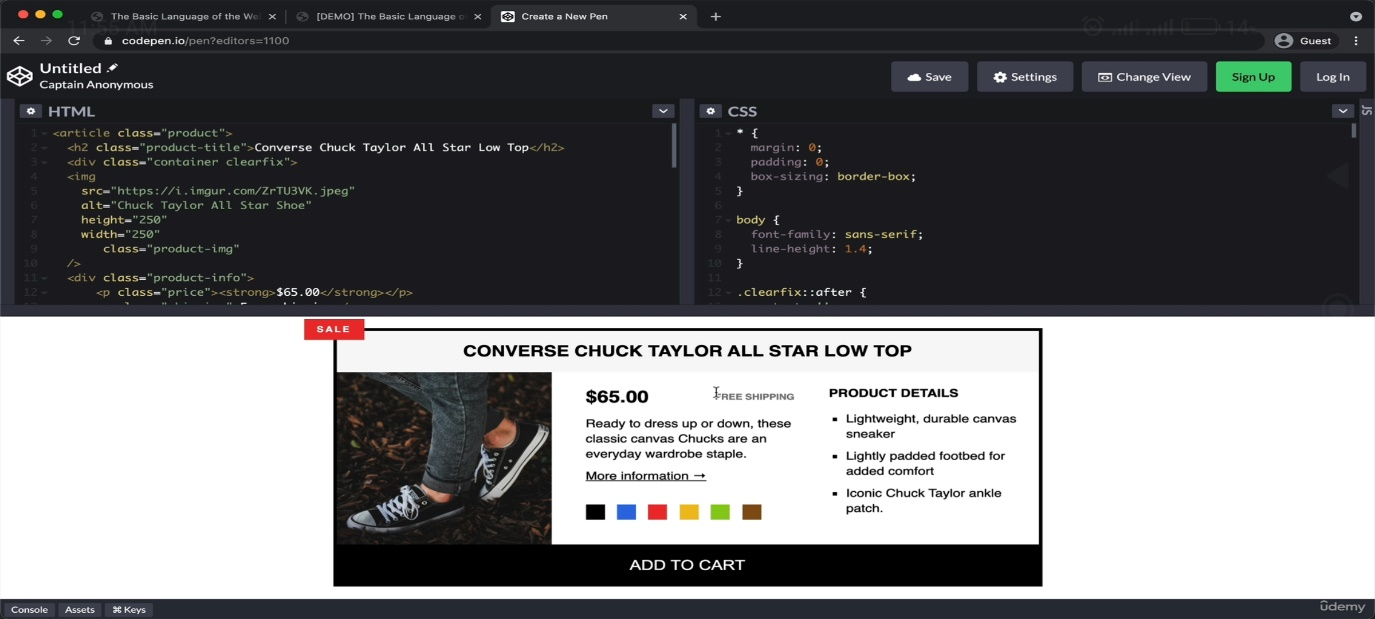 The Basic Language of the We
[DEMO] The Basic Language o
Create a New Pen
codepen.io/pen?editors=1100
Guest
Untitled
Captain Anonymous
Save
Settings
Change View
Sign Up
Log In
HTML
1 <article class="product">
2 <h2 class="product-title">Converse Chuck Taylor All Star Low Top</h2>
3 <div class="container clearfix">
4 <img
5 src="https://i.imgur.com/ZrTU3VK.jpeg"
6 alt="Chuck Taylor All Star Shoe"
7 height="250"
8 width="250"
9 class="product-img"
10 />
11 <div class="product-info">
12 <p class="price"><strong>$65.00</strong></p>
CSS
JS
1 * {
2 margin: 0;
3 padding: 0;
4 box-sizing: border-box;
5 }
6
7 body {
8 font-family: sans-serif;
9 line-height: 1.4;
10 }
11
12 .clearfix::after {
SALE
CONVERSE CHUCK TAYLOR ALL STAR LOW TOP
$65.00
FREE SHIPPING
Ready to dress up or down, these
classic canvas Chucks are an
everyday wardrobe staple.
More information →
PRODUCT DETAILS
Lightweight, durable canvas
sneaker
Lightly padded footbed for
added comfort
Iconic Chuck Taylor ankle
patch.
ADD TO CART
Console
Assets
⌘ Keys
ûdemy